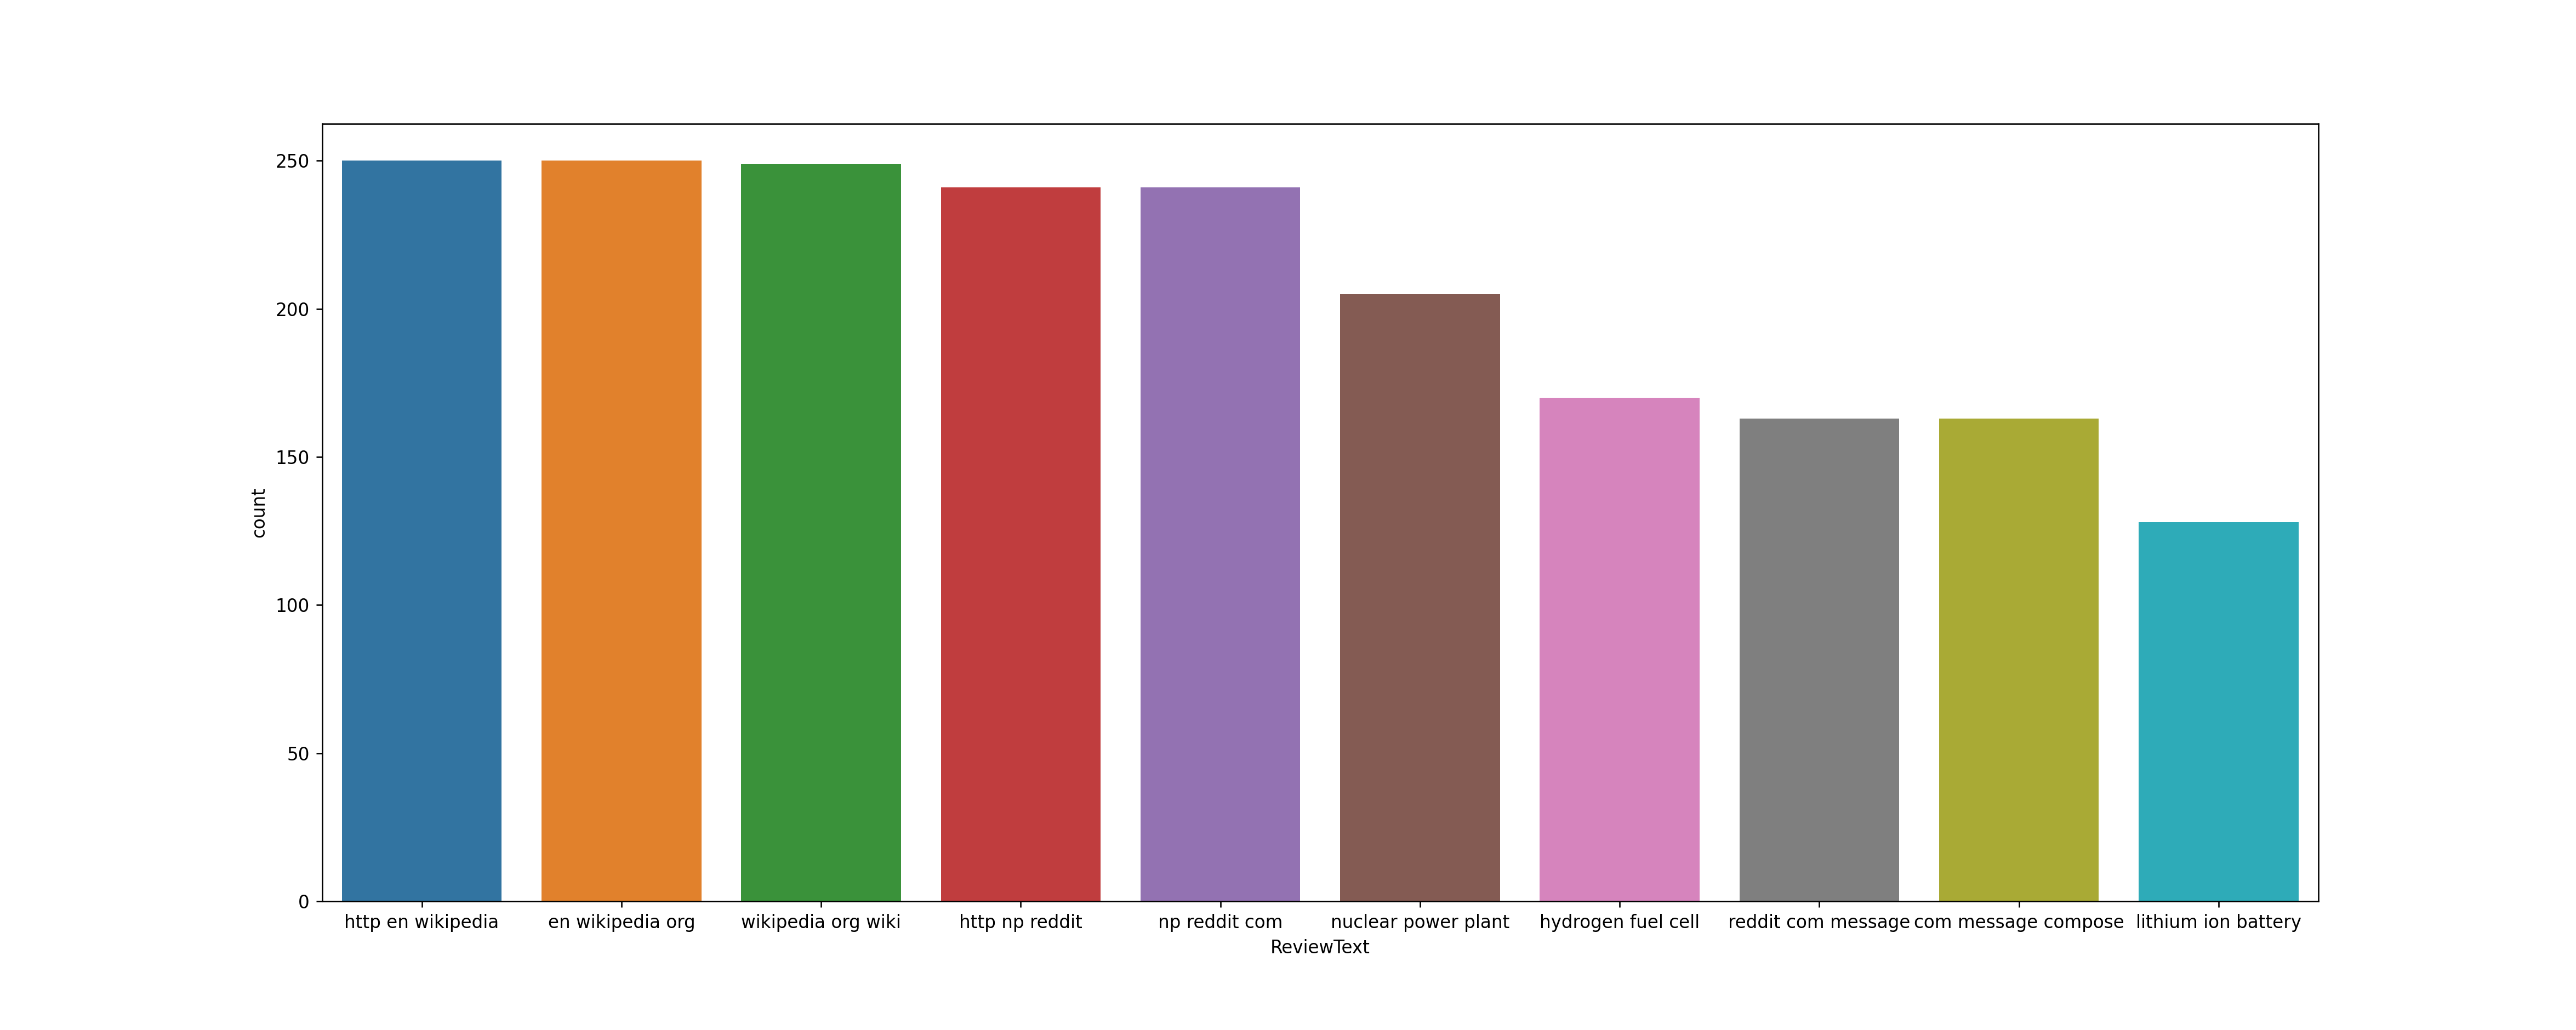 250
200
150
100
50
0
count
http en wikipedia en wikipedia org wikipedia org wiki http np reddit np reddit com nuclear power plant hydrogen fuel cell reddit com message com message compose lithium ion battery
ReviewText